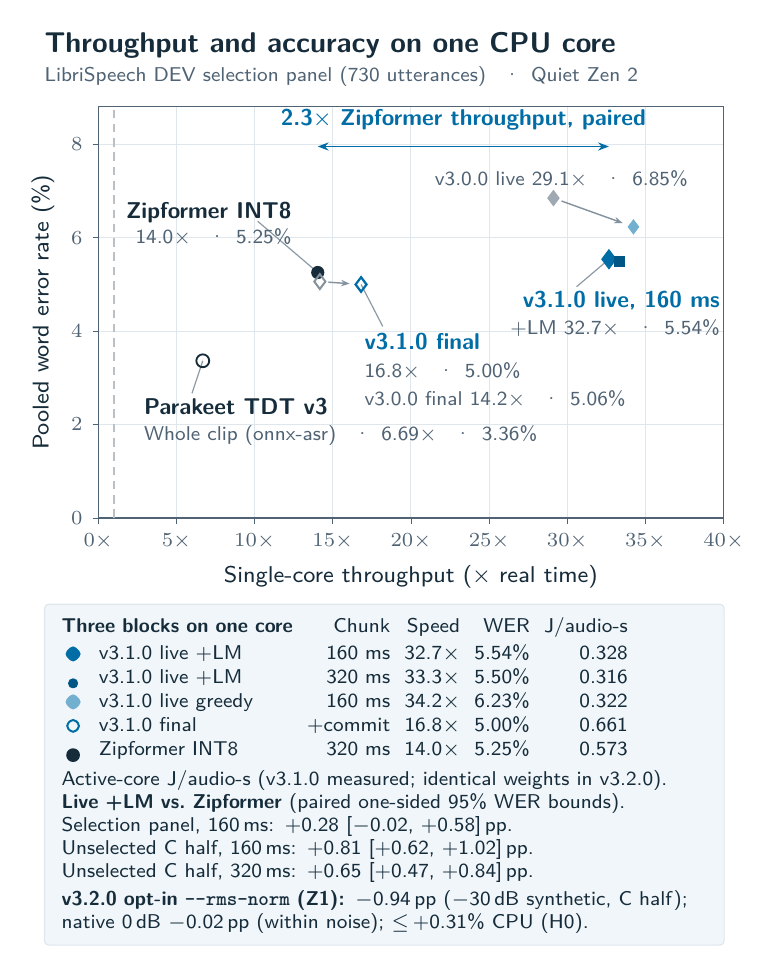 Throughput and accuracy on one CPU core
LibriSpeech DEV selection panel (730 utterances) · Quiet Zen 2
2.3× Zipformer throughput, paired
v3.0.0 live 29.1× · 6.85%
Zipformer INT8
14.0× · 5.25%
v3.1.0 live, 160 ms
+LM 32.7× · 5.54%
v3.1.0 final
16.8× · 5.00%
v3.0.0 final 14.2× · 5.06%
Parakeet TDT v3
Whole clip (onnx-asr) · 6.69× · 3.36%
Pooled word error rate (%)
8
6
4
2
0
0× 5× 10× 15× 20× 25× 30× 35× 40×
Single-core throughput (× real time)
Three blocks on one core Chunk Speed WER J/audio-s
v3.1.0 live +LM 160 ms 32.7× 5.54% 0.328
v3.1.0 live +LM 320 ms 33.3× 5.50% 0.316
v3.1.0 live greedy 160 ms 34.2× 6.23% 0.322
v3.1.0 final +commit 16.8× 5.00% 0.661
Zipformer INT8 320 ms 14.0× 5.25% 0.573
Active-core J/audio-s (v3.1.0 measured; identical weights in v3.2.0).
Live +LM vs. Zipformer (paired one-sided 95% WER bounds).
Selection panel, 160 ms: +0.28 [−0.02, +0.58] pp.
Unselected C half, 160 ms: +0.81 [+0.62, +1.02] pp.
Unselected C half, 320 ms: +0.65 [+0.47, +0.84] pp.
v3.2.0 opt-in --rms-norm (Z1): −0.94 pp (−30 dB synthetic, C half);
native 0 dB −0.02 pp (within noise); ≤ +0.31% CPU (H0).